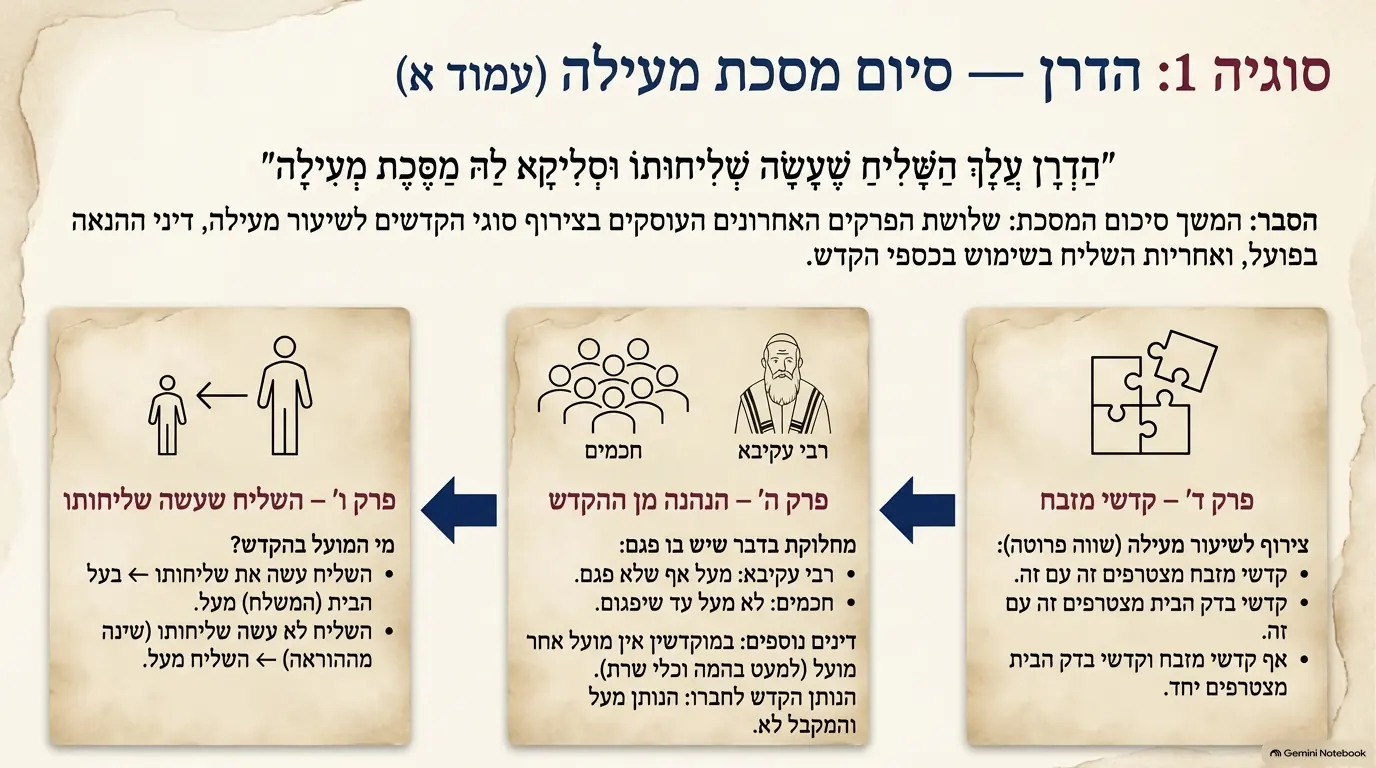 סוגיה 1: הדרן — סיום מסכת מעילה (עמוד א)
"הַדְרָן עֲלָךְ הַשָּׁלִיחַ שֶׁעָשָׂה שְׁלִיחוּתוֹ וּסְלִיקָא לַהּ מַסֶּכֶת מְעִילָה"
הסבר: המשך סיכום המסכת: שלושת הפרקים האחרונים העוסקים בצירוף סוגי הקדשים לשיעור מעילה, דיני ההנאה
בפועל, ואחריות השליח בשימוש בכספי הקדש.
פרק ד' – קדשי מזבח
צירוף לשיעור מעילה (שווה פרוטה):
• קדשי מזבח מצטרפים זה עם זה.
• קדשי בדק הבית מצטרפים זה עם
זה.
• אף קדשי מזבח וקדשי בדק הבית
מצטרפים יחד.
רבי עקיבא
חכמים
פרק ה' – הנהנה מן ההקדש
מחלוקת בדבר שיש בו פגם:
• רבי עקיבא: מעל אף שלא פגם.
• חכמים: לא מעל עד שיפגום.
דינים נוספים: במוקדשין אין מועל אחר
מועל (למעט בהמה וכלי שרת).
הנותן הקדש לחברו: הנותן מעל
והמקבל לא.
פרק ו' – השליח שעשה שליחותו
מי המועל בהקדש?
• השליח עשה את שליחותו ← בעל
הבית (המשלח) מעל.
• השליח לא עשה שליחותו (שינה
מההוראה) ← השליח מעל.
Gemini Notebook